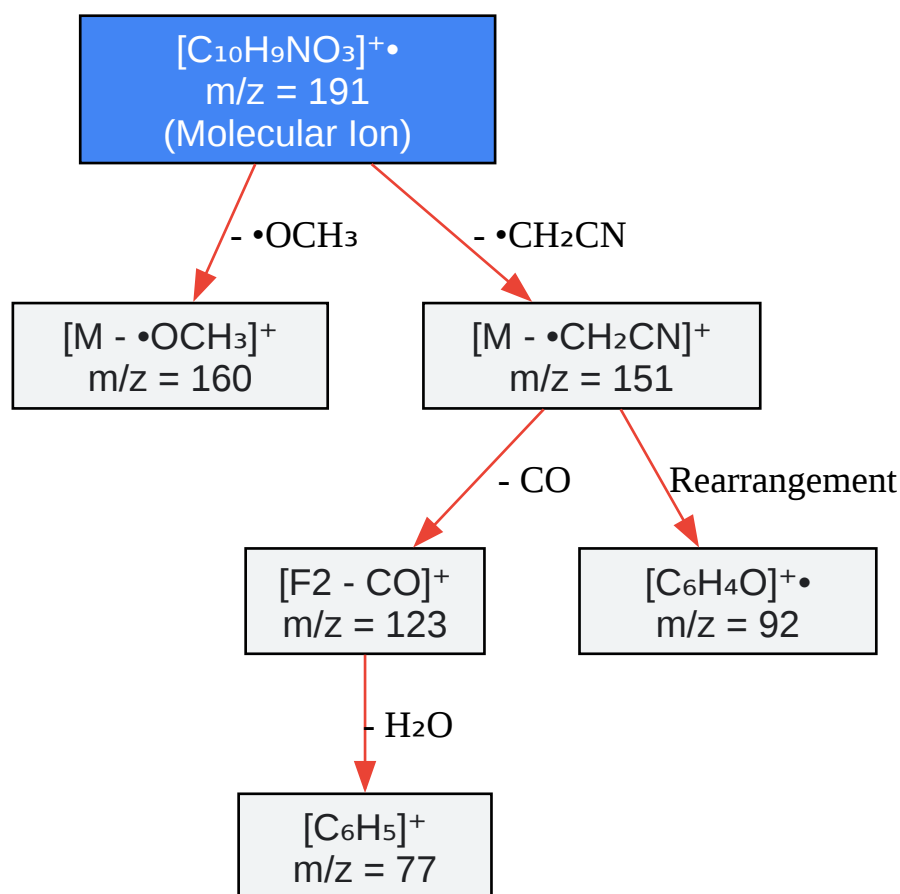 [C₁₀H₉NO₃]⁺•
m/z = 191
(Molecular Ion)
- •OCH₃
- •CH₂CN
[M - •OCH₃]⁺
m/z = 160
[M - •CH₂CN]⁺
m/z = 151
- CO
Rearrangement
[F2 - CO]⁺
m/z = 123
[C₆H₄O]⁺•
m/z = 92
- H₂O
[C₆H₅]⁺
m/z = 77